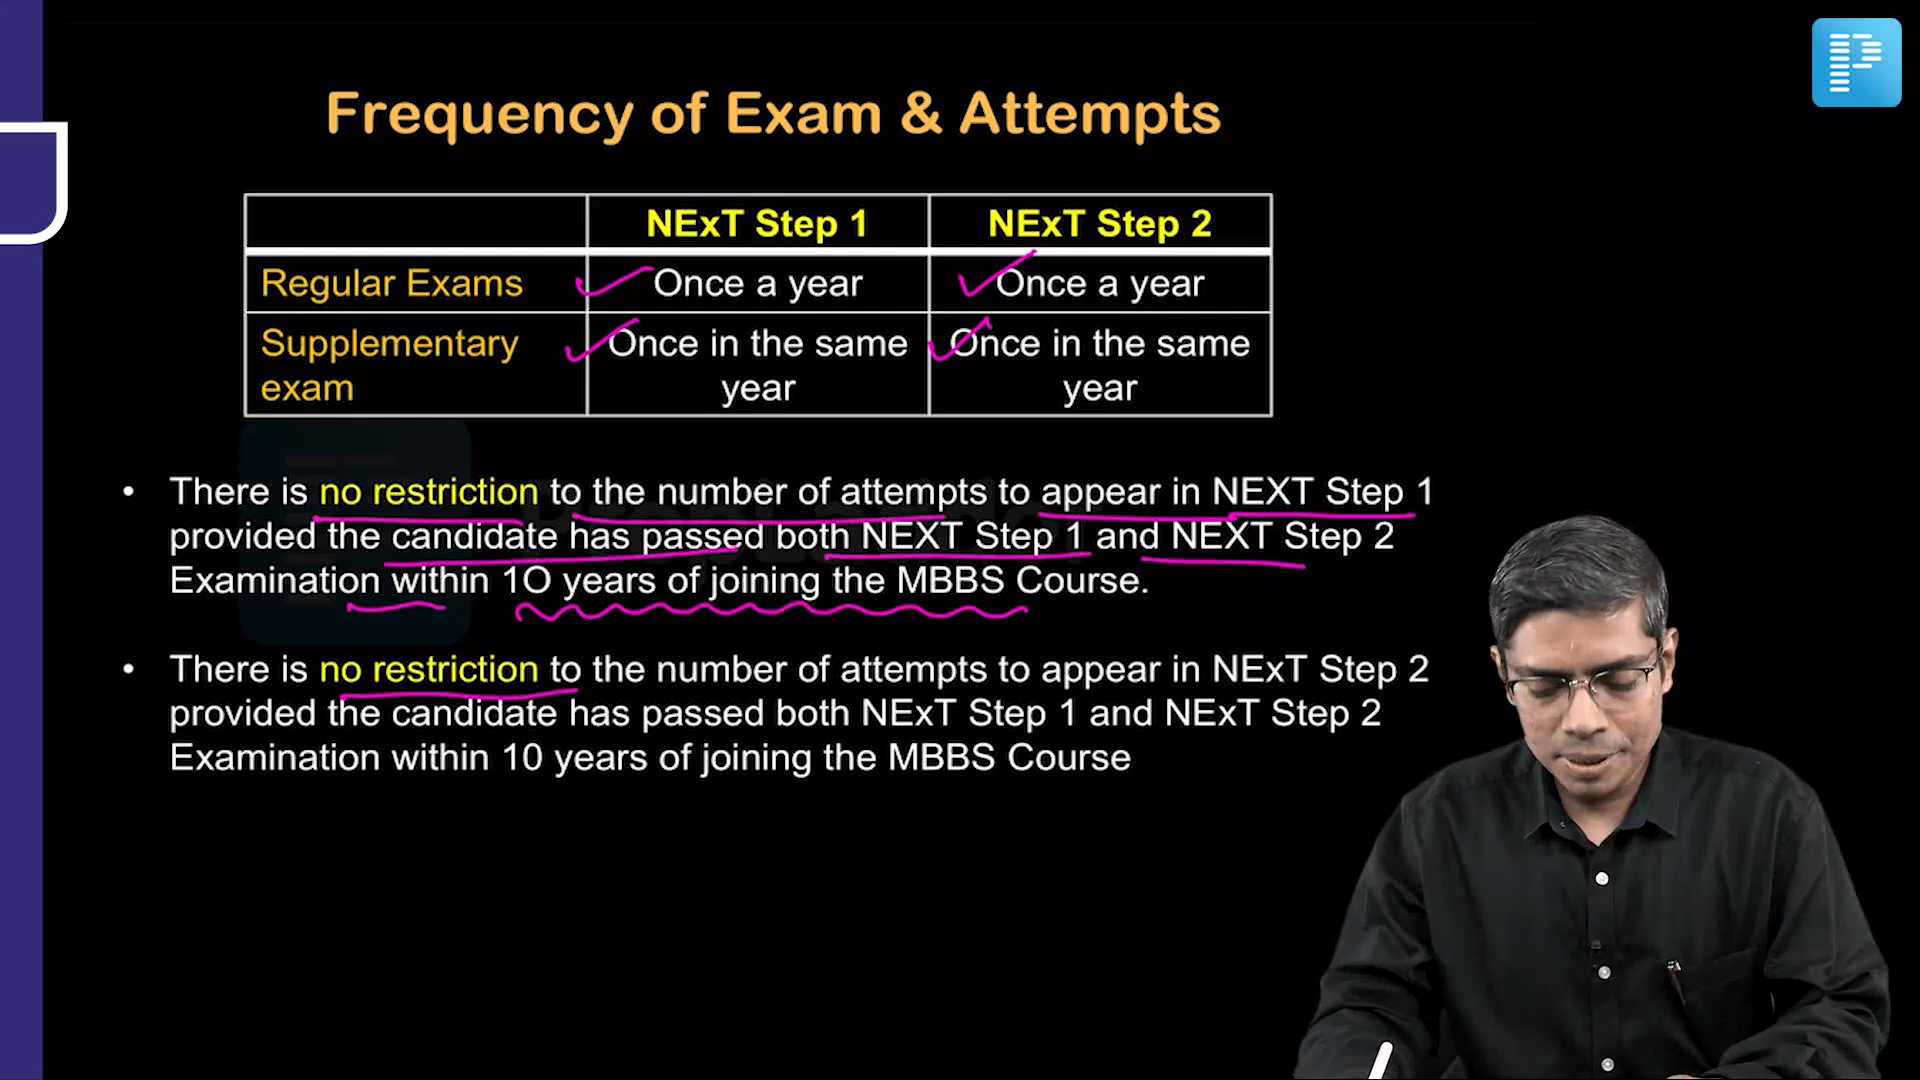 Frequency of Exam & Attempts
NExT Step 1 NExT Step 2
Regular Exams Once a year Once a year
Supplementary exam Once in the same year Once in the same year
• There is no restriction to the number of attempts to appear in NEXT Step 1
provided the candidate has passed both NEXT Step 1 and NEXT Step 2
Examination within 1O years of joining the MBBS Course.
• There is no restriction to the number of attempts to appear in NExT Step 2
provided the candidate has passed both NExT Step 1 and NExT Step 2
Examination within 10 years of joining the MBBS Course